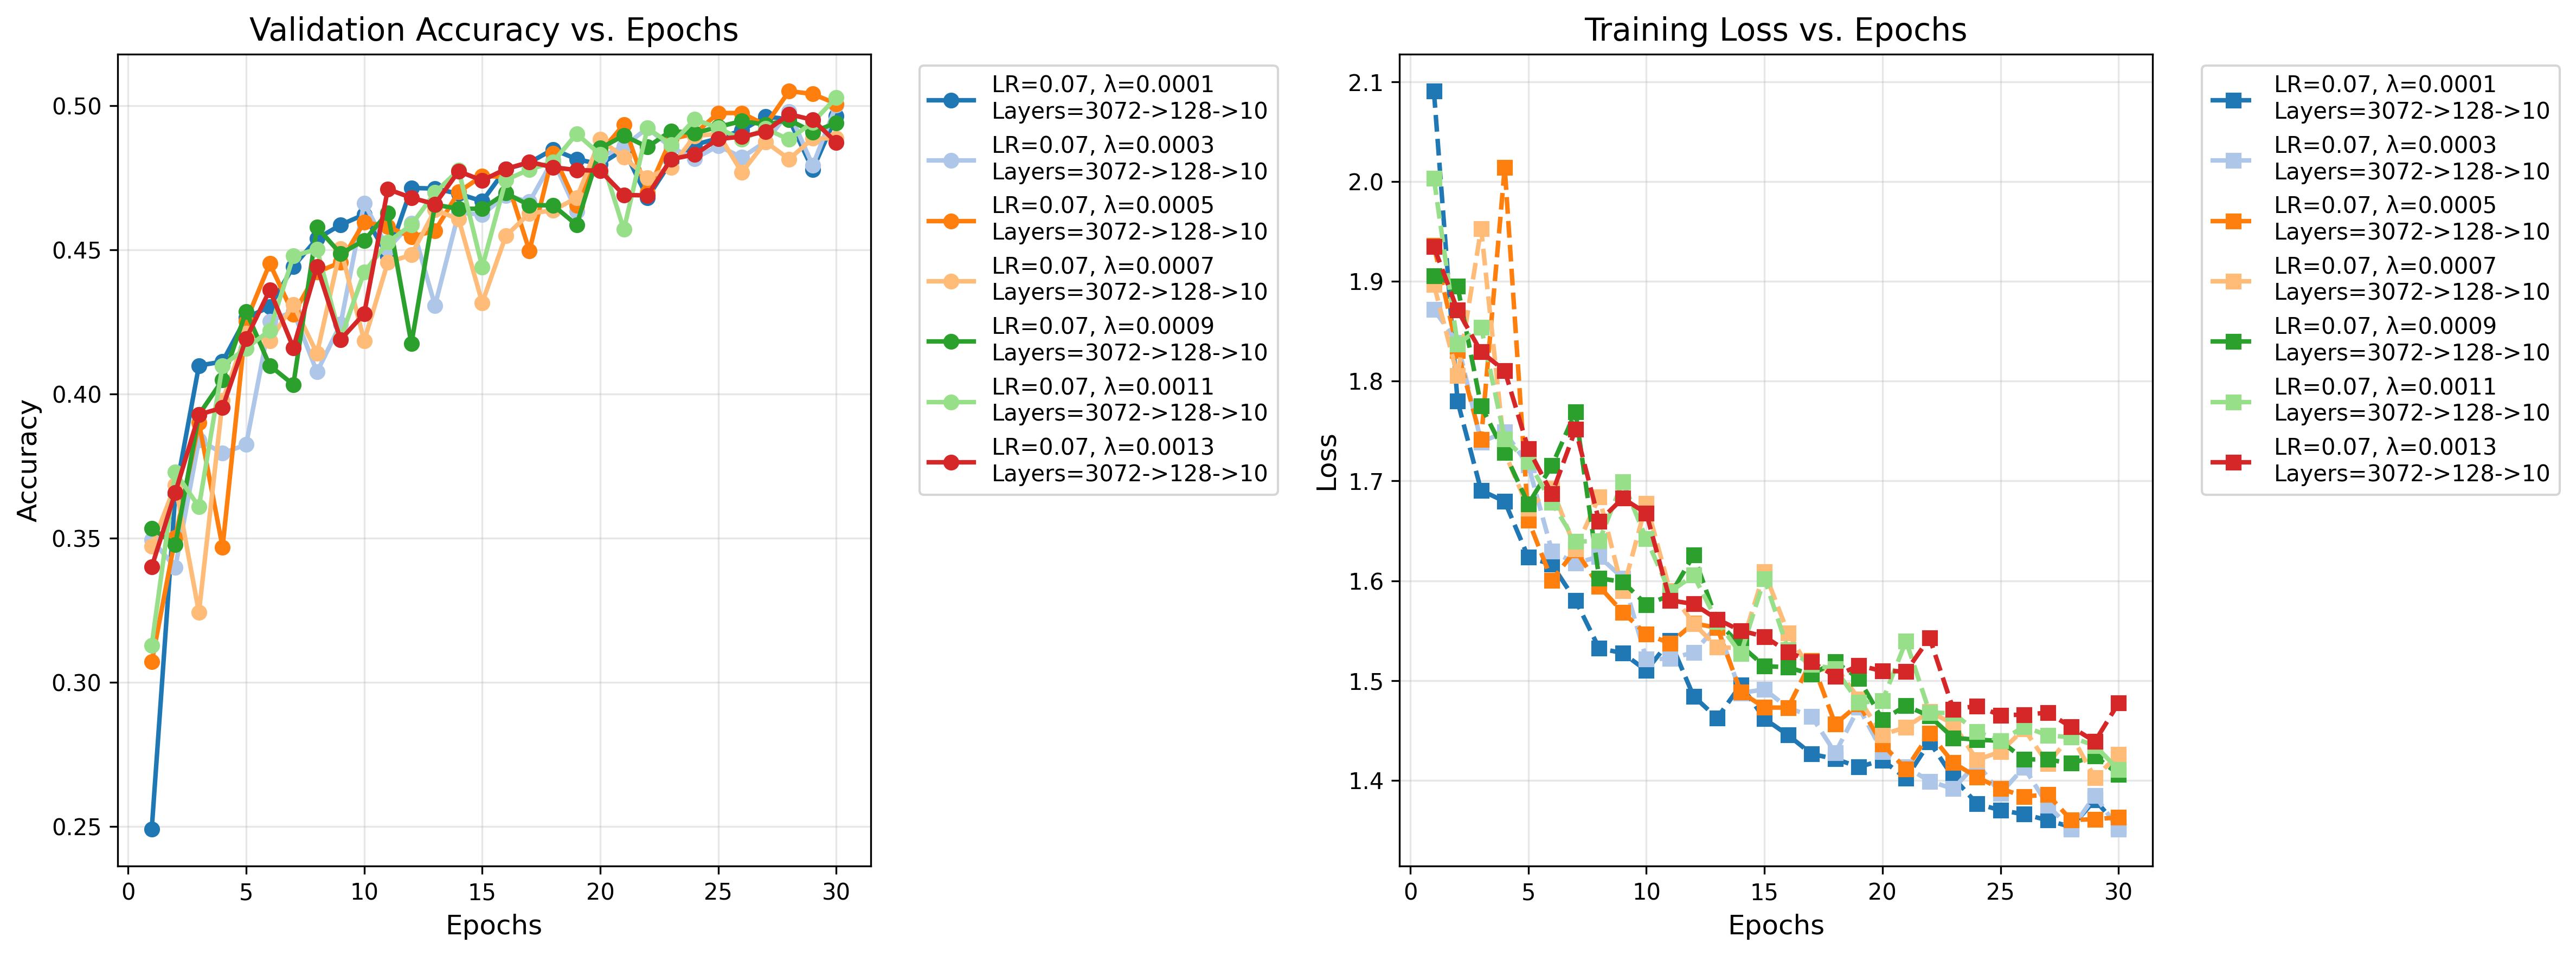 Validation Accuracy vs. Epochs
Accuracy
0.50
0.45
0.40
0.35
0.30
0.25
0
5
10
15
20
25
30
Epochs
LR=0.07, λ=0.0001
Layers=3072->128->10
LR=0.07, λ=0.0003
Layers=3072->128->10
LR=0.07, λ=0.0005
Layers=3072->128->10
LR=0.07, λ=0.0007
Layers=3072->128->10
LR=0.07, λ=0.0009
Layers=3072->128->10
LR=0.07, λ=0.0011
Layers=3072->128->10
LR=0.07, λ=0.0013
Layers=3072->128->10
Training Loss vs. Epochs
Loss
2.1
2.0
1.9
1.8
1.7
1.6
1.5
1.4
0
5
10
15
20
25
30
Epochs
LR=0.07, λ=0.0001
Layers=3072->128->10
LR=0.07, λ=0.0003
Layers=3072->128->10
LR=0.07, λ=0.0005
Layers=3072->128->10
LR=0.07, λ=0.0007
Layers=3072->128->10
LR=0.07, λ=0.0009
Layers=3072->128->10
LR=0.07, λ=0.0011
Layers=3072->128->10
LR=0.07, λ=0.0013
Layers=3072->128->10